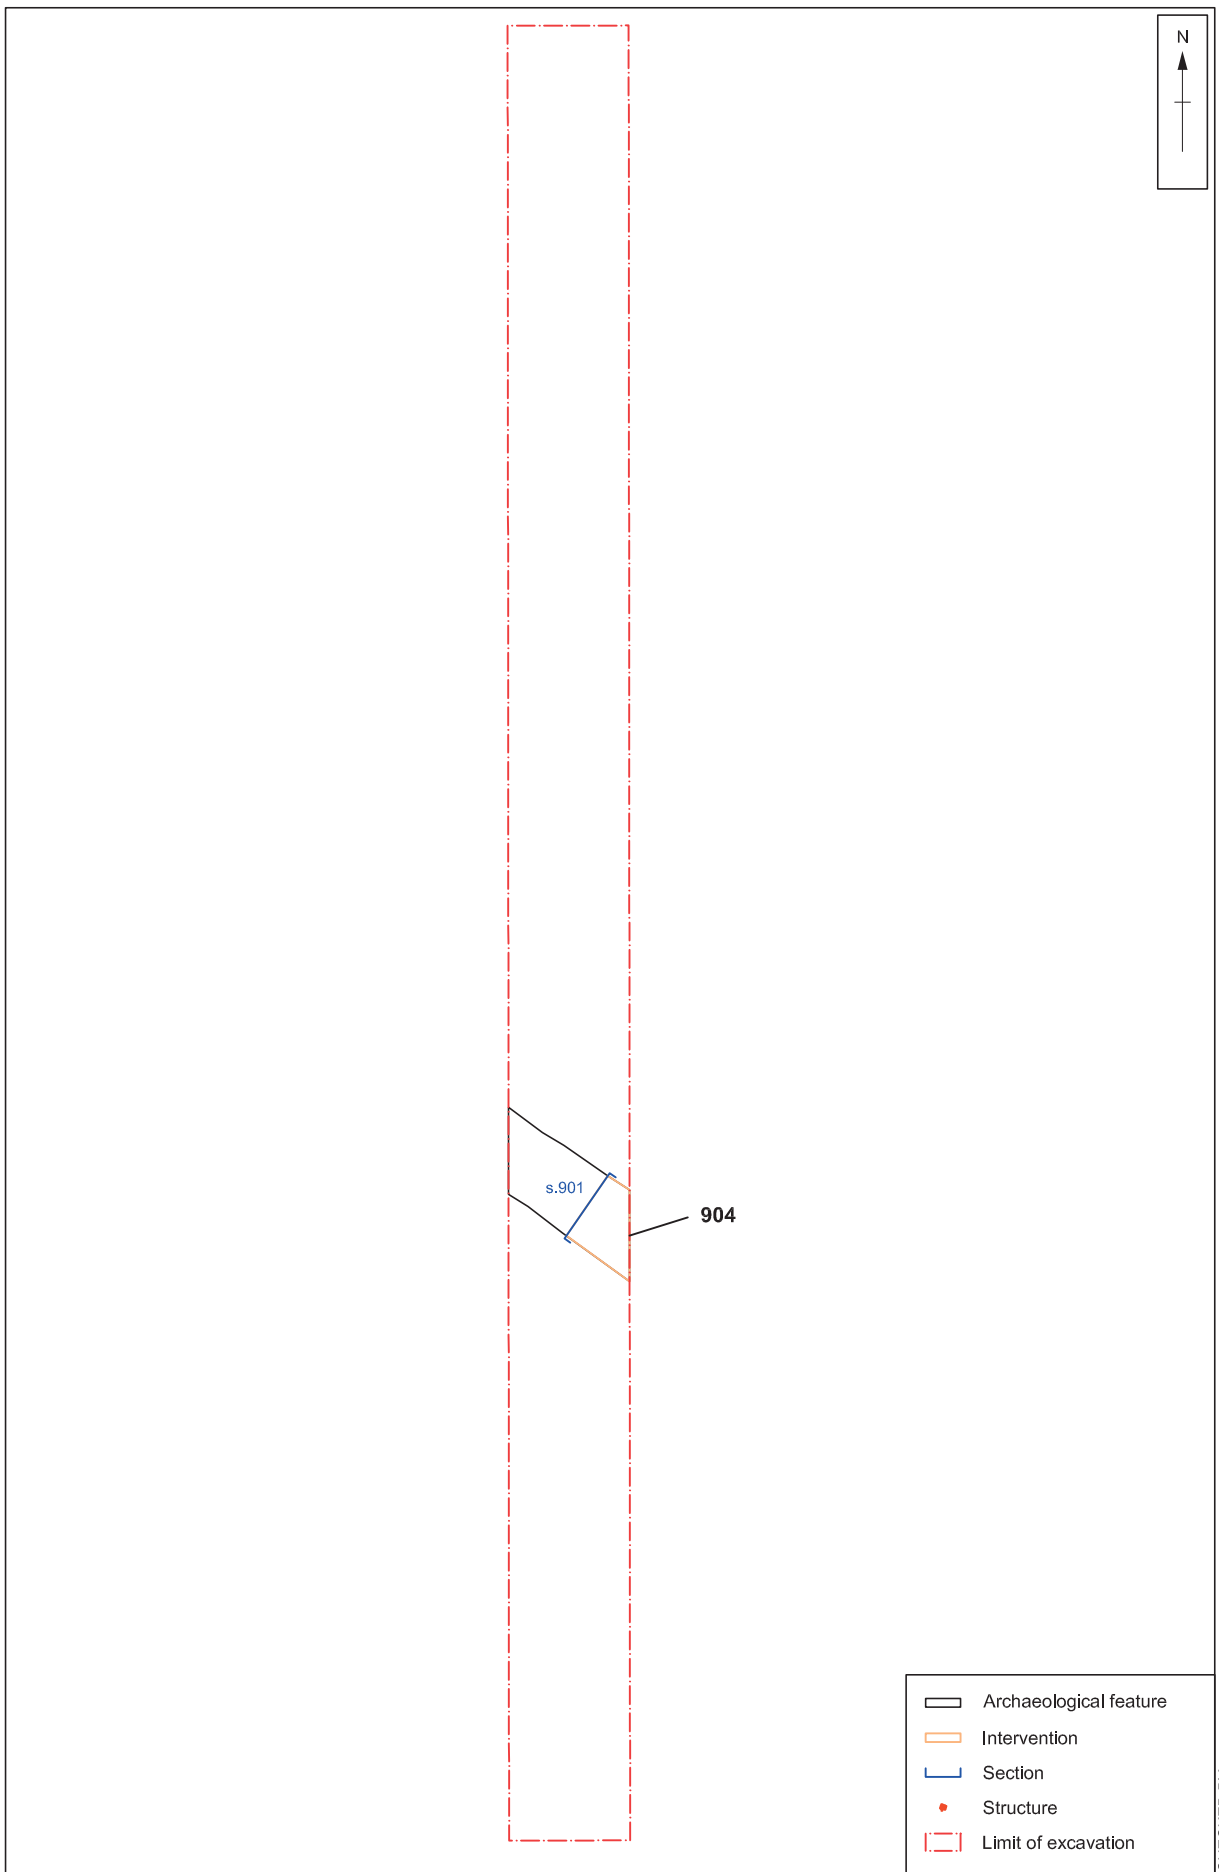 N
s.901
904
Archaeological feature
Intervention
Section
Structure
Limit of excavation